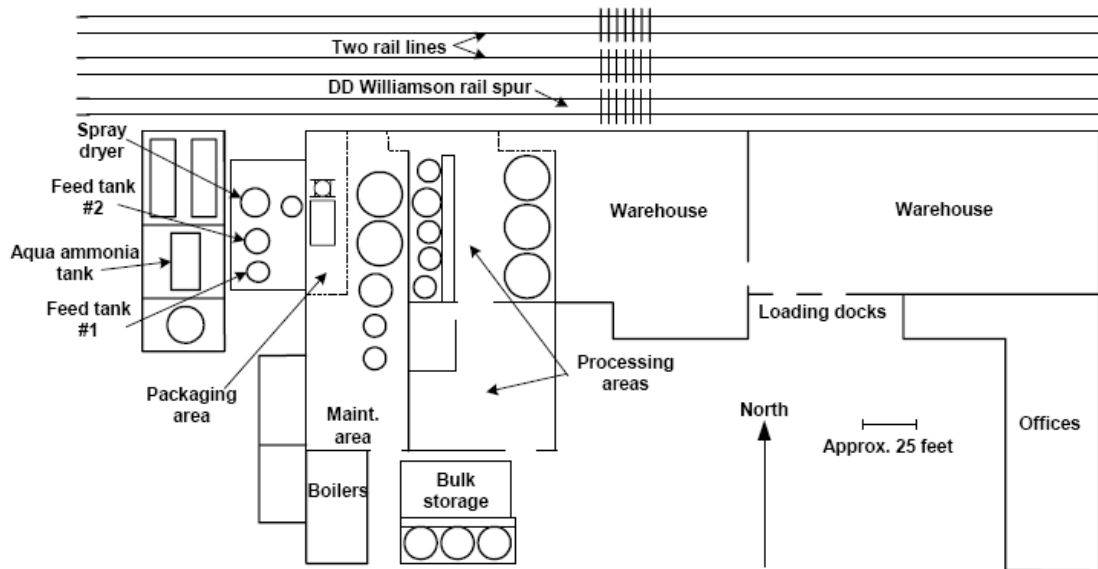 Two rail lines
DD Williamson rail spur
Spray
dryer
Feed tank
#2
Aqua ammonia
tank
Feed tank
#1
Warehouse
Warehouse
Loading docks
Packaging
area
Processing
areas
Maint.
area
North
Approx. 25 feet
Offices
Boilers
Bulk
storage